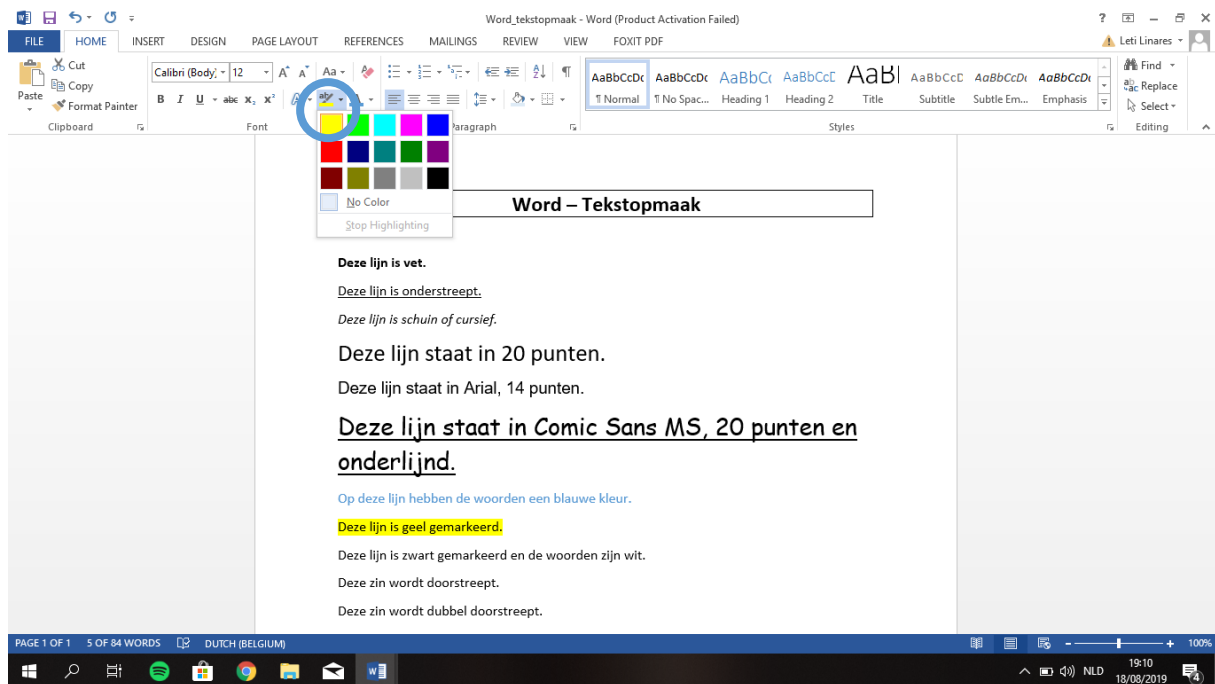 Word_tekstopmaak - Word (Product Activation Failed)
FILE HOME INSERT DESIGN PAGE LAYOUT REFERENCES MAILINGS REVIEW VIEW FOXIT PDF Leti Linares
Cut
Copy
Format Painter
Paste
Clipboard
Calibri (Body) 12 Aa
B I U abc X₂ X²
Font
Paragraph
AaBbCcDc AaBbCcDc AaBbCc AaBbCcD AaB AaBbCcD AaBbCcDc AaBbCcDc
¶ Normal ¶ No Spac... Heading 1 Heading 2 Title Subtitle Subtle Em... Emphasis
Styles
Find
Replace
Select
Editing
No Color
Stop Highlighting
Word – Tekstopmaak
Deze lijn is vet.
Deze lijn is onderstreept.
Deze lijn is schuin of cursief.
Deze lijn staat in 20 punten.
Deze lijn staat in Arial, 14 punten.
Deze lijn staat in Comic Sans MS, 20 punten en
onderlijnd.
Op deze lijn hebben de woorden een blauwe kleur.
Deze lijn is geel gemarkeerd.
Deze lijn is zwart gemarkeerd en de woorden zijn wit.
Deze zin wordt doorstreept.
Deze zin wordt dubbel doorstreept.
PAGE 1 OF 1 5 OF 84 WORDS DUTCH (BELGIUM) 100%
NLD
19:10
18/08/2019
4